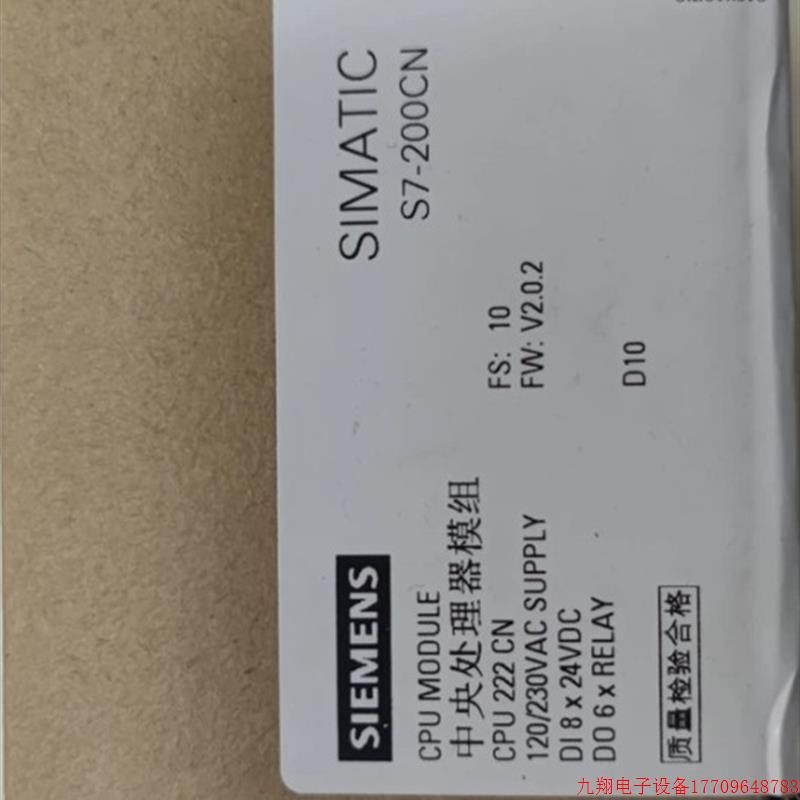 SIEMENS
SIMATIC
S7-200CN
CPU MODULE
中央处理器模组
CPU 222 CN
120/230VAC SUPPLY
DI 8 x 24VDC
DO 6 x RELAY
FS: 10
FW: V2.0.2
D10
质量检验合格
九翔电子设备17709648783